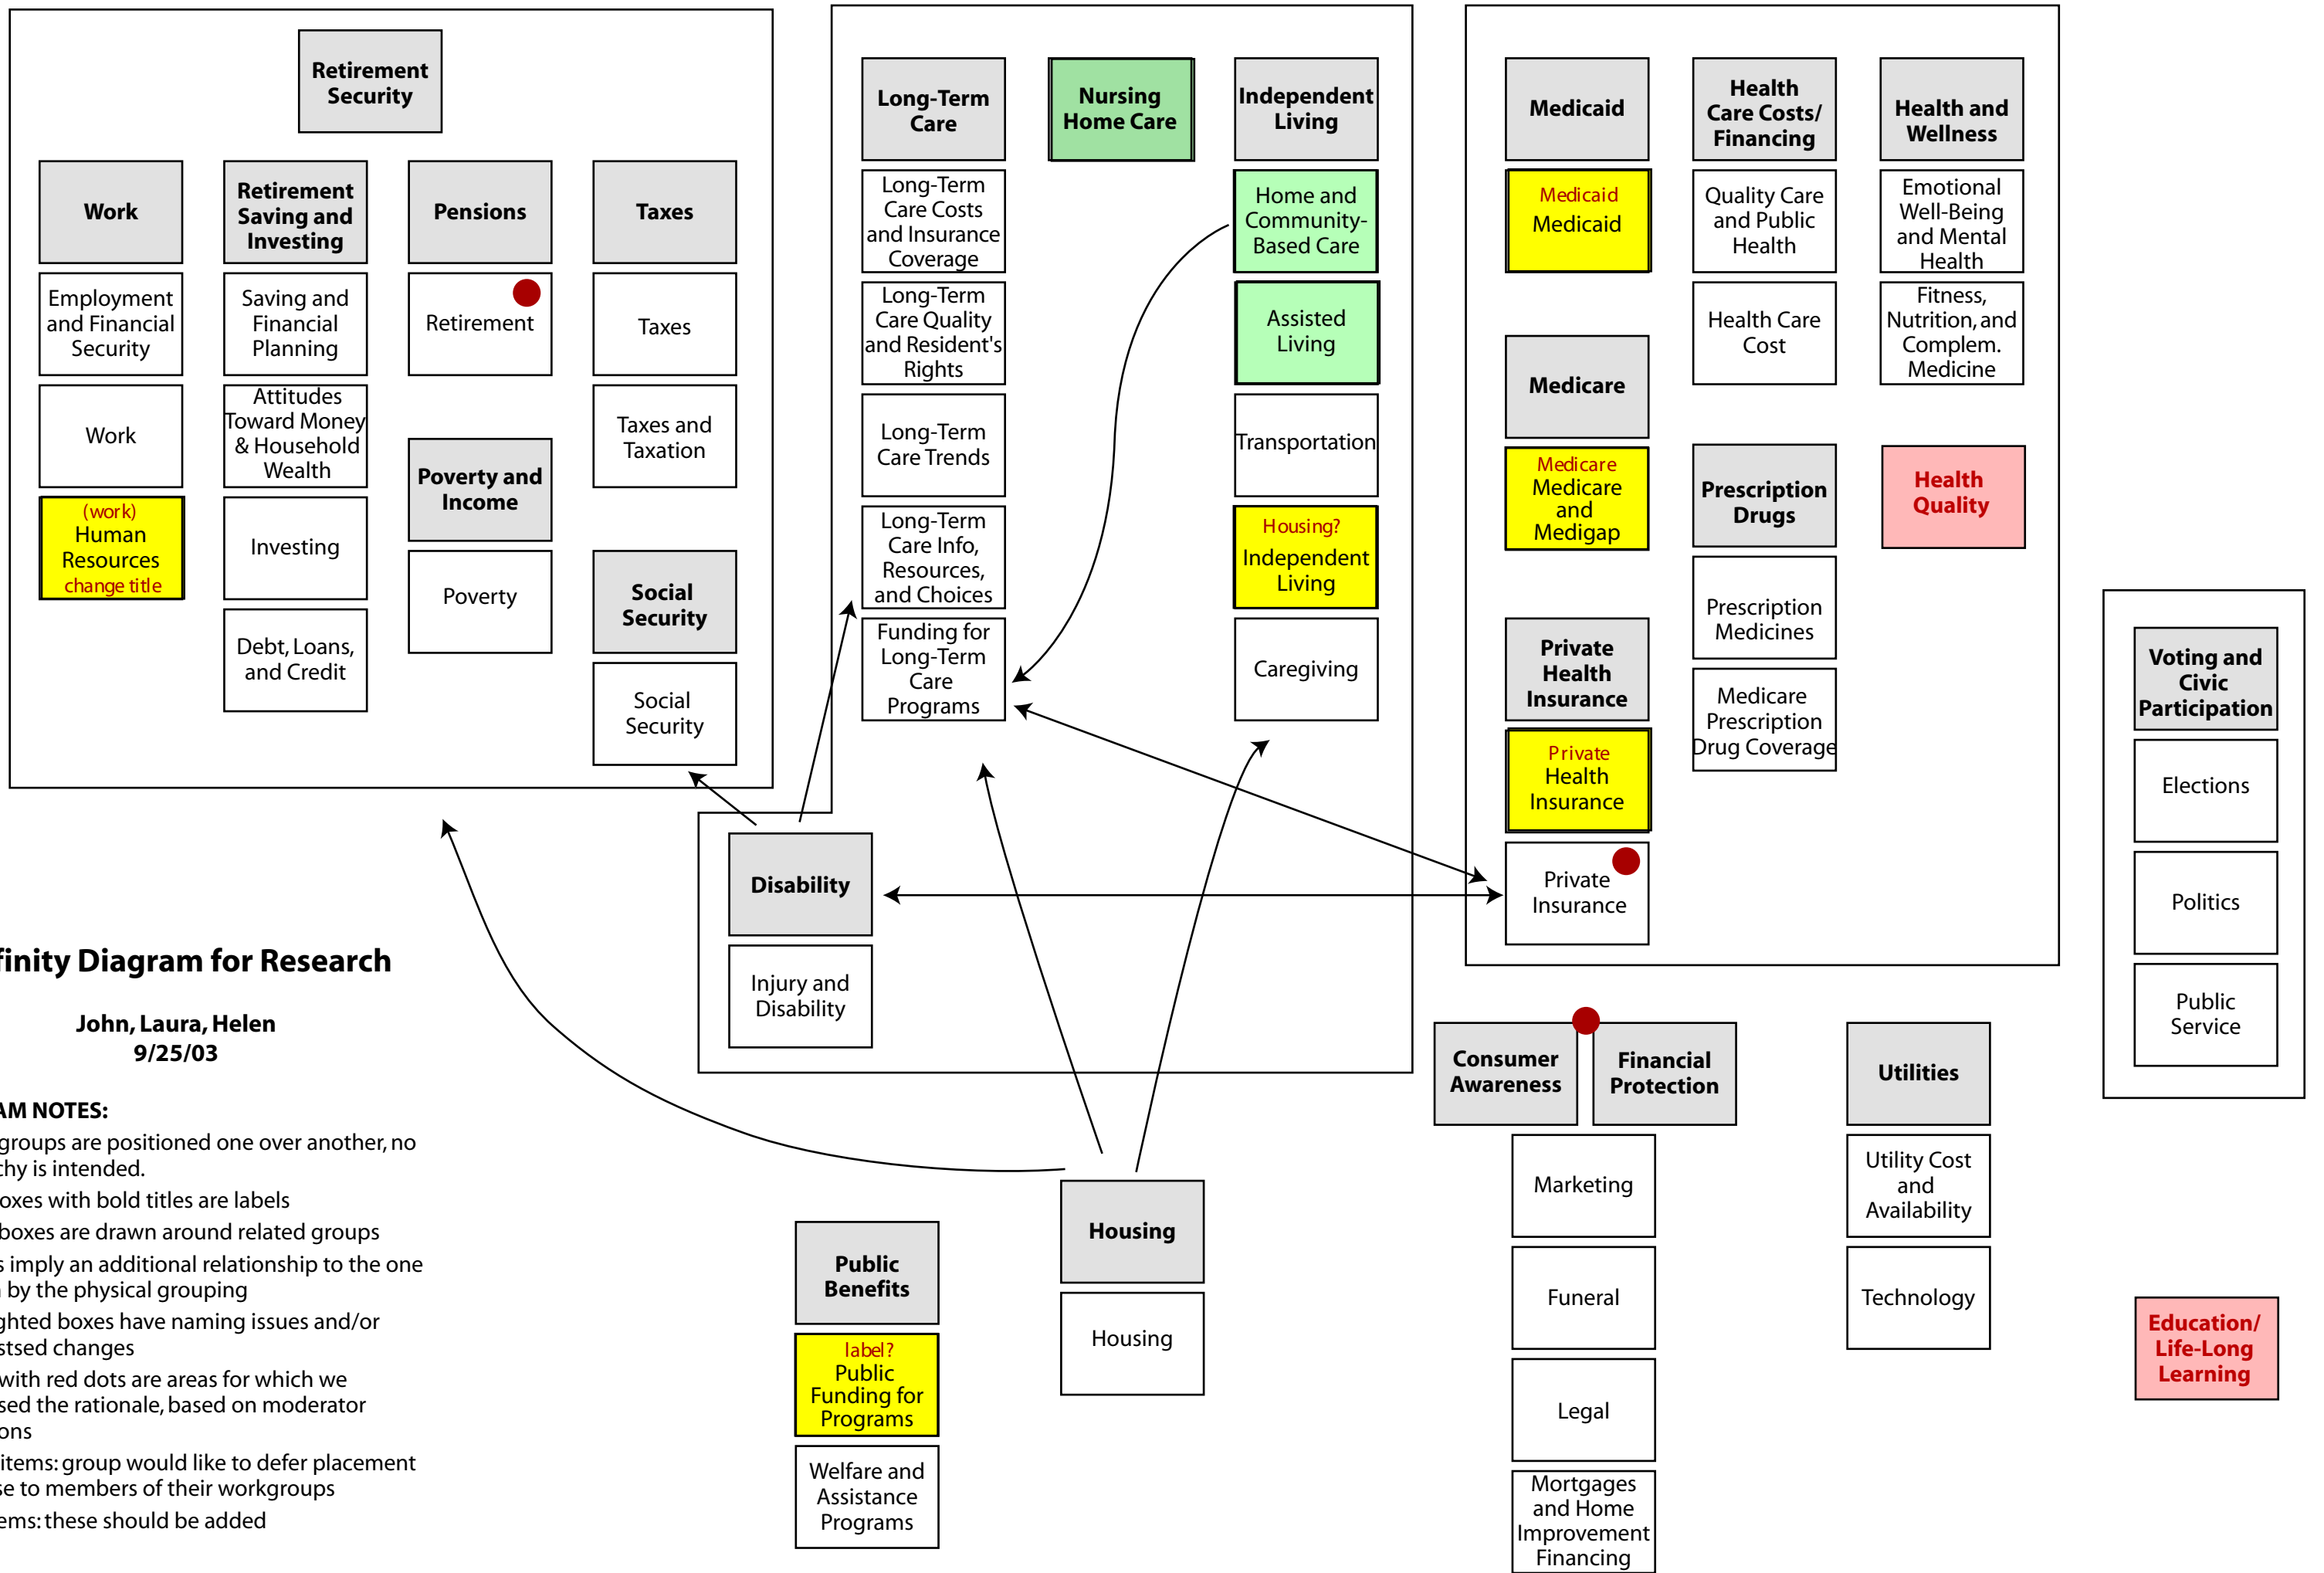 Retirement
Security
Work
Employment
and Financial
Security
Work
(work)
Human
Resources
change title
Retirement
Saving and
Investing
Saving and
Financial
Planning
Attitudes
Toward Money
& Household
Wealth
Investing
Debt, Loans,
and Credit
Pensions
Retirement
Poverty and
Income
Poverty
Taxes
Taxes
Taxes and
Taxation
Social
Security
Social
Security
Long-Term
Care
Long-Term
Care Costs
and Insurance
Coverage
Long-Term
Care Quality
and Resident's
Rights
Long-Term
Care Trends
Long-Term
Care Info,
Resources,
and Choices
Funding for
Long-Term
Care
Programs
Nursing
Home Care
Independent
Living
Home and
Community-
Based Care
Assisted
Living
Transportation
Housing?
Independent
Living
Caregiving
Disability
Injury and
Disability
Medicaid
Medicaid
Medicaid
Medicare
Medicare
Medicare
and
Medigap
Private
Health
Insurance
Private
Health
Insurance
Private
Insurance
Health
Care Costs/
Financing
Quality Care
and Public
Health
Health Care
Cost
Prescription
Drugs
Prescription
Medicines
Medicare
Prescription
Drug Coverage
Health and
Wellness
Emotional
Well-Being
and Mental
Health
Fitness,
Nutrition, and
Complem.
Medicine
Health
Quality
Voting and
Civic
Participation
Elections
Politics
Public
Service
finity Diagram for Research
John, Laura, Helen
9/25/03
AM NOTES:
groups are positioned one over another, no
chy is intended.
oxes with bold titles are labels
boxes are drawn around related groups
s imply an additional relationship to the one
n by the physical grouping
ghted boxes have naming issues and/or
stsed changes
with red dots are areas for which we
sed the rationale, based on moderator
ons
items: group would like to defer placement
se to members of their workgroups
ems: these should be added
Public
Benefits
label?
Public
Funding for
Programs
Welfare and
Assistance
Programs
Housing
Housing
Consumer
Awareness
Financial
Protection
Marketing
Funeral
Legal
Mortgages
and Home
Improvement
Financing
Utilities
Utility Cost
and
Availability
Technology
Education/
Life-Long
Learning